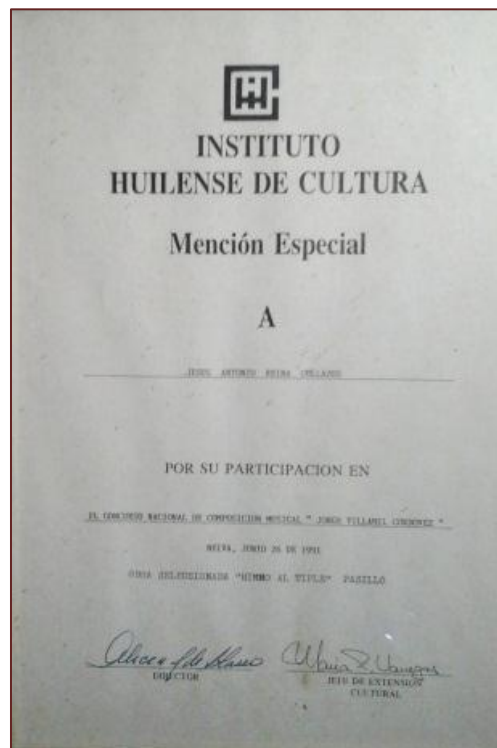 INSTITUTO
HUILENSE DE CULTURA
Mención Especial
A
JESUS ANTONIO REINA
POR SU PARTICIPACION EN
EL CONCURSO NACIONAL DE COMPOSICION MUSICAL " JORGE VILLAMIL CORDOVEZ "
NEIVA, JUNIO 26 DE 1991
OBRA SELECCIONADA "HIMNO AL TIPLE" PASILLO
DIRECTOR
JEFE DE EXTENSION
CULTURAL